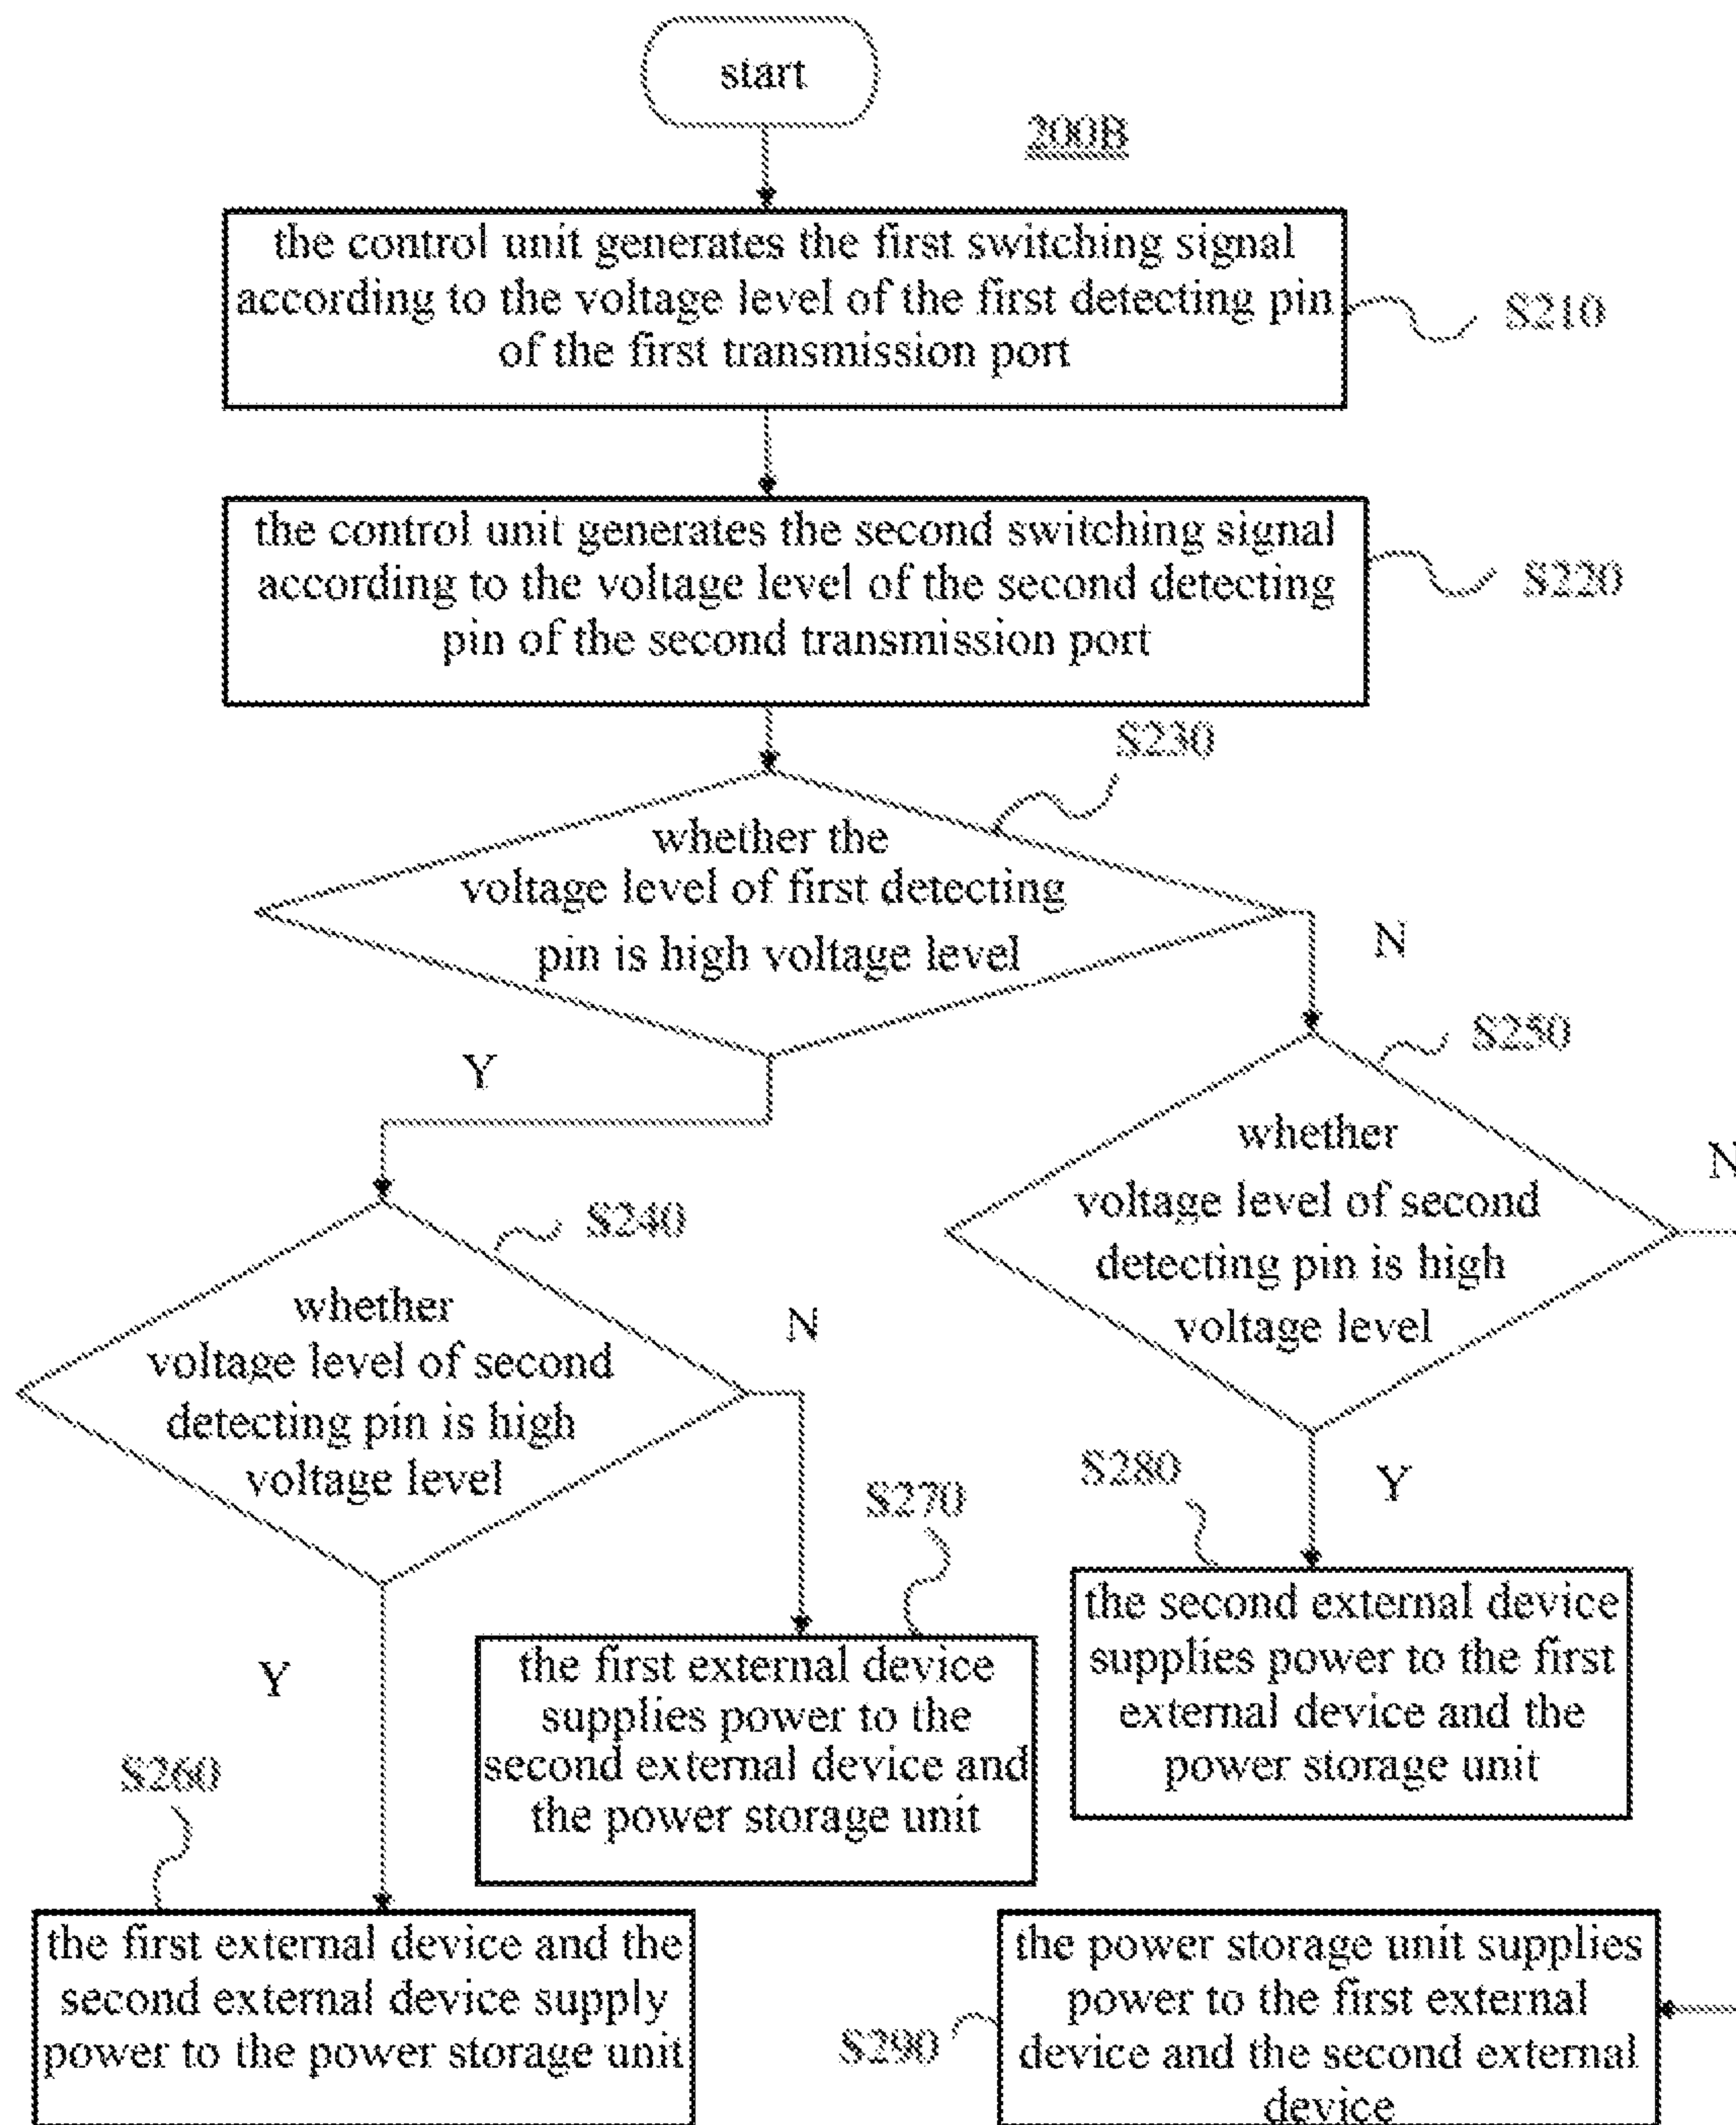 start
200B
the control unit generates the first switching signal
according to the voltage level of the first detecting pin
of the first transmission port
S210
the control unit generates the second switching signal
according to the voltage level of the second detecting
pin of the second transmission port
S220
S230
whether the
voltage level of first detecting
pin is high voltage level
N
Y
S250
whether
voltage level of second
detecting pin is high
voltage level
N
S240
whether
voltage level of second
detecting pin is high
voltage level
N
Y
S280
Y
S270
the second external device
supplies power to the first
external device and the
power storage unit
the first external device
supplies power to the
second external device and
the power storage unit
S260
the first external device and the
second external device supply
power to the power storage unit
the power storage unit supplies
power to the first external
device and the second external
device
S290